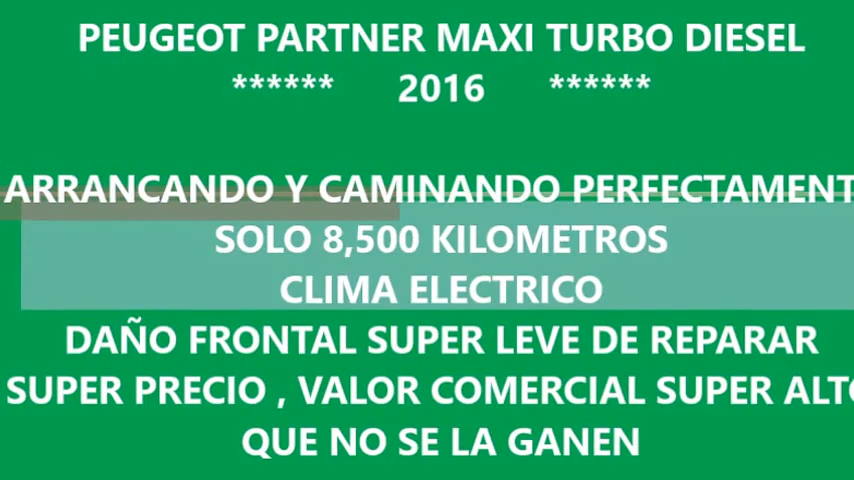 PEUGEOT PARTNER MAXI TURBO DIESEL
****** 2016 ******
ARRANCANDO Y CAMINANDO PERFECTAMENT
SOLO 8,500 KILOMETROS
CLIMA ELECTRICO
DAÑO FRONTAL SUPER LEVE DE REPARAR
SUPER PRECIO , VALOR COMERCIAL SUPER ALTO
QUE NO SE LA GANEN